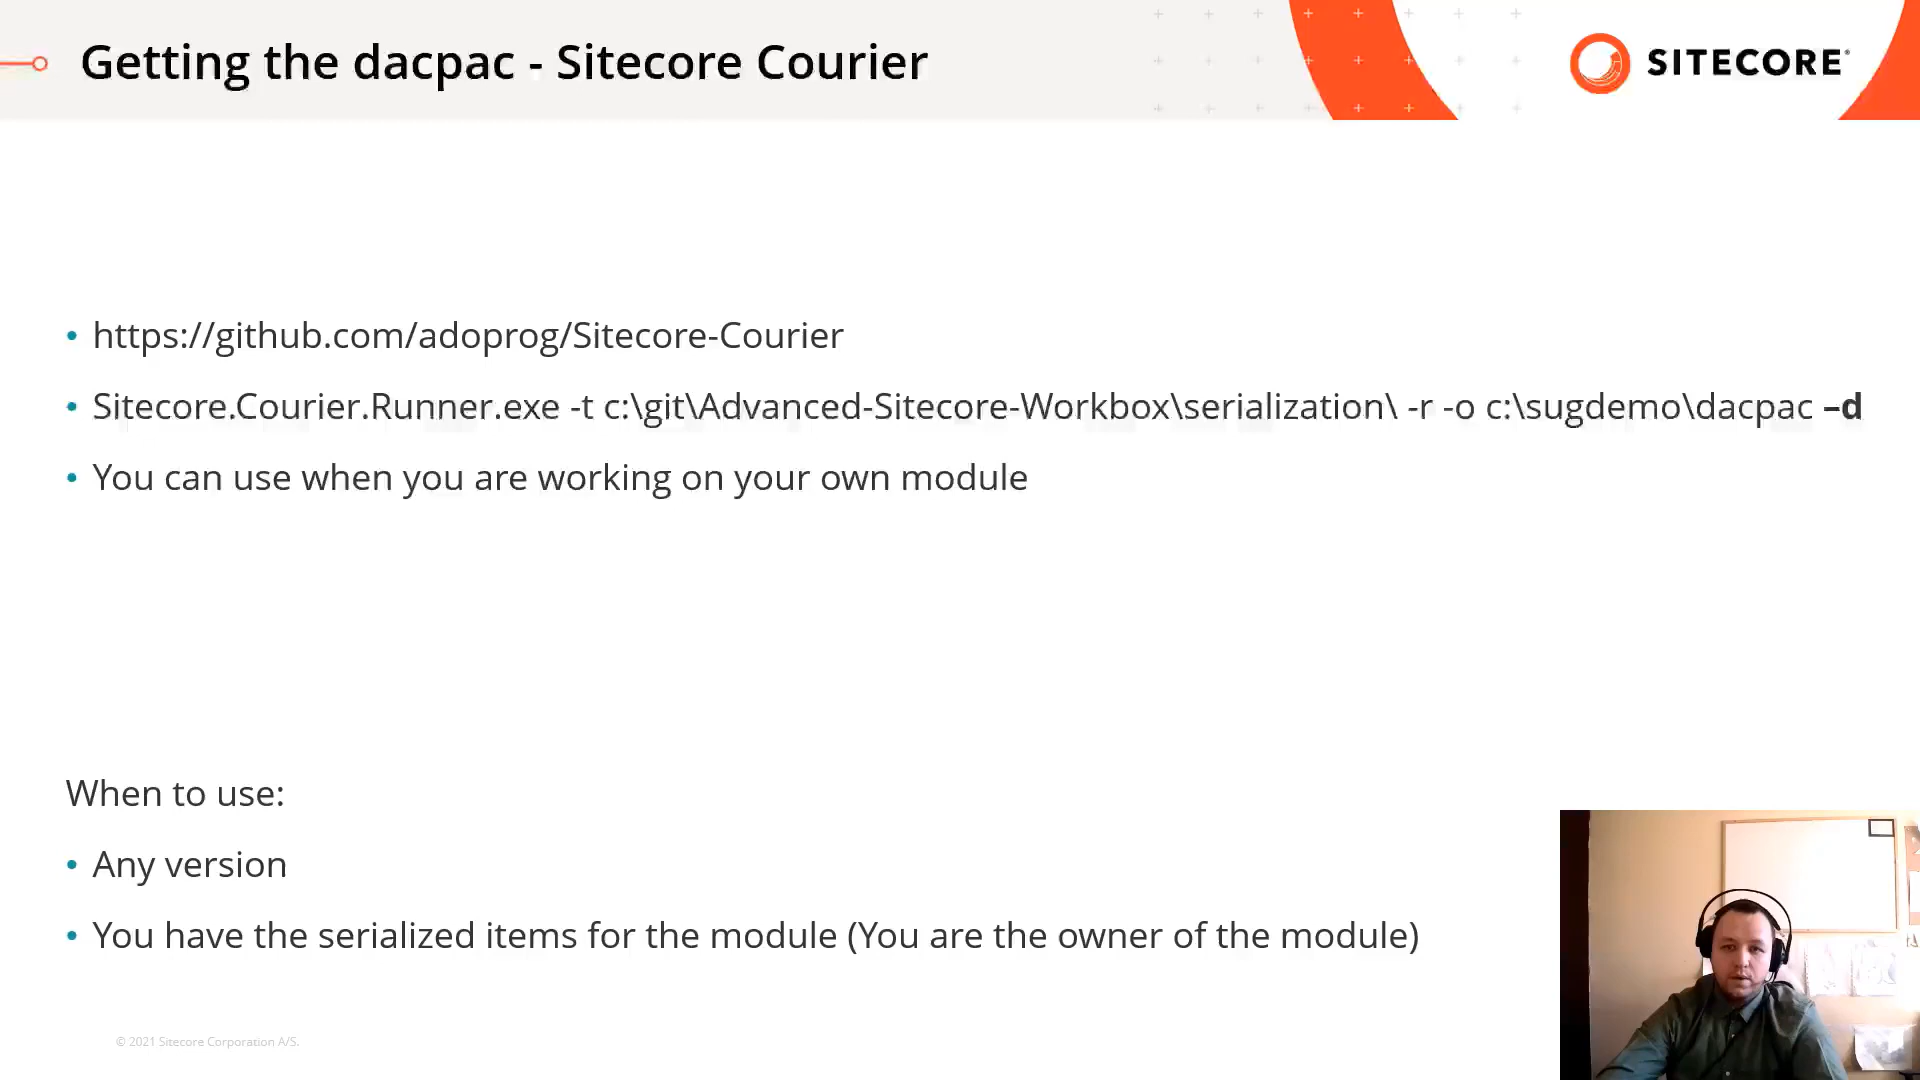 Getting the dacpac - Sitecore Courier
SITECORE®
• https://github.com/adoprog/Sitecore-Courier
• Sitecore.Courier.Runner.exe -t c:\git\Advanced-Sitecore-Workbox\serialization\ -r -o c:\sugdemo\dacpac –d
• You can use when you are working on your own module
When to use:
• Any version
• You have the serialized items for the module (You are the owner of the module)
© 2021 Sitecore Corporation A/S.